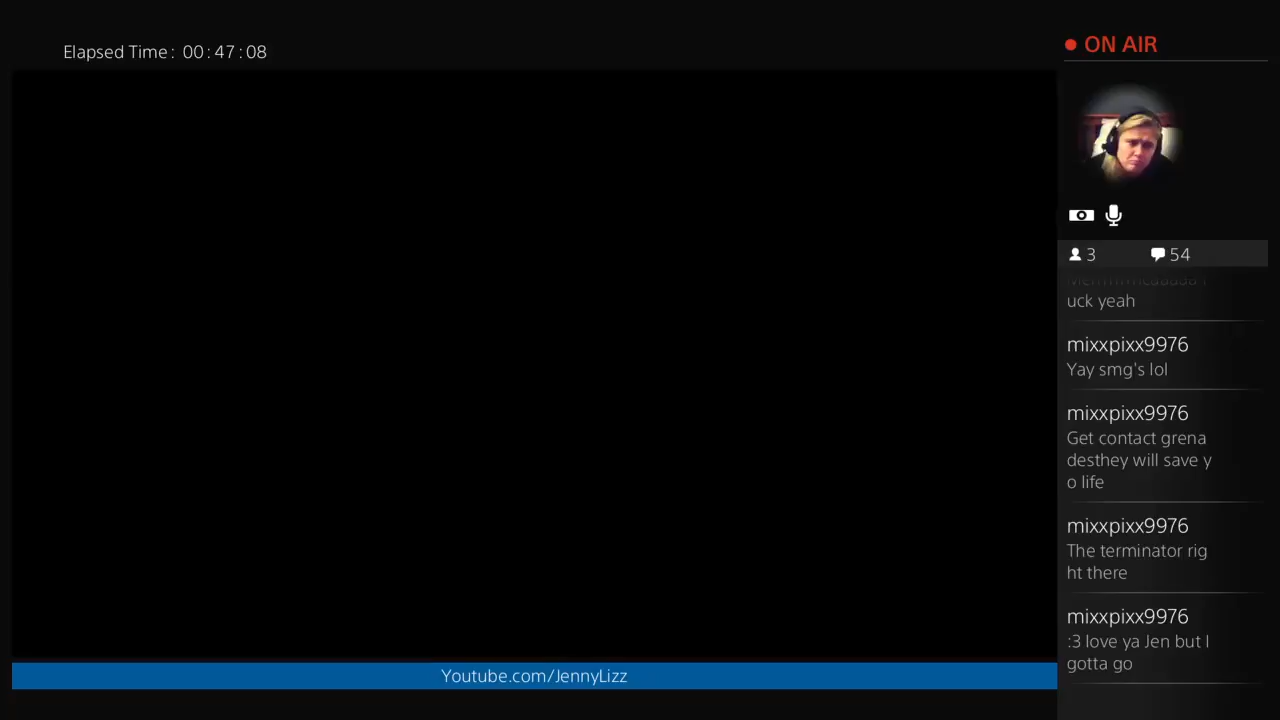 Elapsed Time: 00:47:08
ON AIR
3 54
uck yeah
mixxpixx9976
Yay smg's lol
mixxpixx9976
Get contact grena
desthey will save y
o life
mixxpixx9976
The terminator rig
ht there
mixxpixx9976
:3 love ya Jen but I
gotta go
Youtube.com/JennyLizz